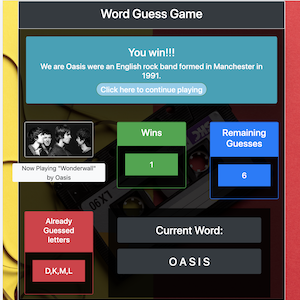 Word Guess Game
You win!!!
We are Oasis were an English rock band formed in Manchester in
1991.
Click here to continue playing
Now Playing "Wonderwall"
by Oasis
Wins
1
Remaining
Guesses
6
Already
Guessed
letters
D,K,M,L
Current Word:
O A S I S